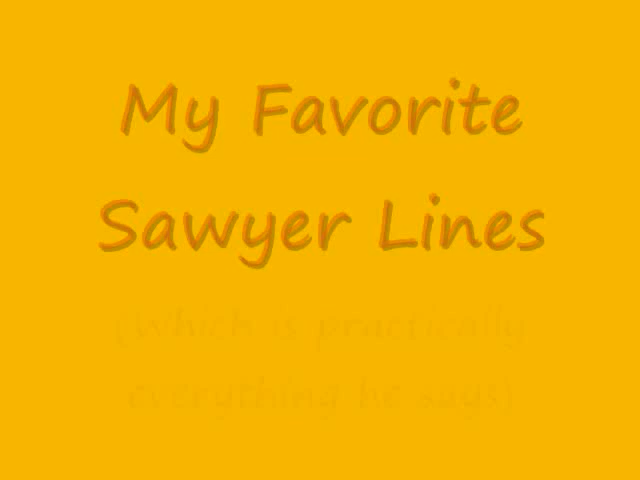 My Favorite
Sawyer Lines
(Which is practically
everything he says)